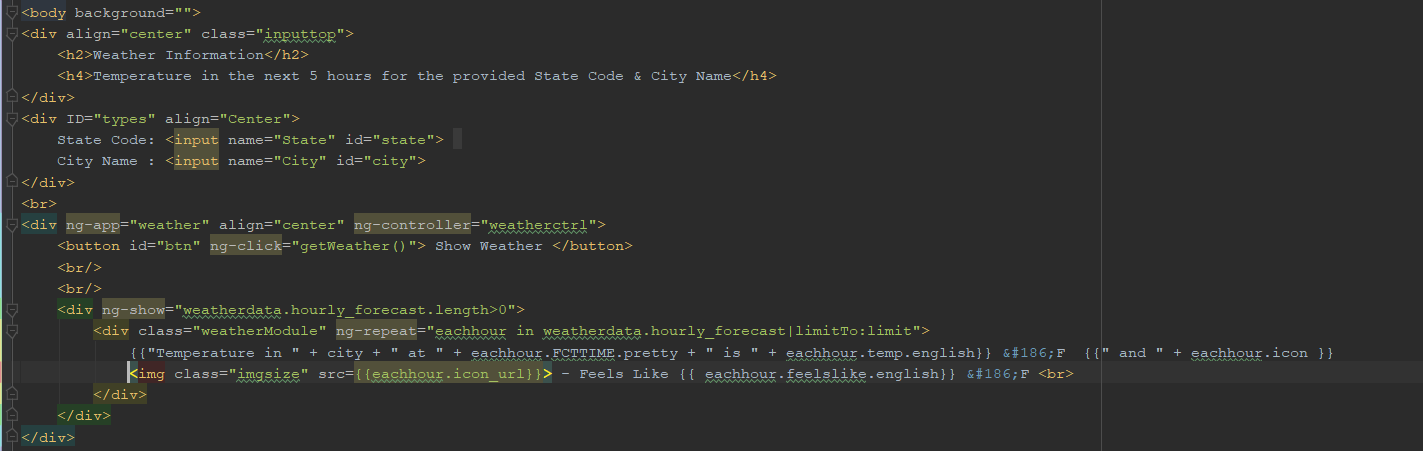 <body background="">
<div align="center" class="inputtop">
    <h2>Weather Information</h2>
    <h4>Temperature in the next 5 hours for the provided State Code & City Name</h4>
</div>
<div ID="types" align="Center">
    State Code: <input name="State" id="state">
    City Name : <input name="City" id="city">
</div>
<br>
<div ng-app="weather" align="center" ng-controller="weatherctrl">
    <button id="btn" ng-click="getWeather()"> Show Weather </button>
    <br/>
    <br/>
    <div ng-show="weatherdata.hourly_forecast.length>0">
        <div class="weatherModule" ng-repeat="eachhour in weatherdata.hourly_forecast|limitTo:limit">
            {{"Temperature in " + city + " at " + eachhour.FCTTIME.pretty + " is " + eachhour.temp.english}} &#186;F  {{" and " + eachhour.icon }}
            <img class="imgsize" src={{eachhour.icon_url}}> - Feels Like {{ eachhour.feelslike.english}} &#186;F <br>
        </div>
    </div>
</div>